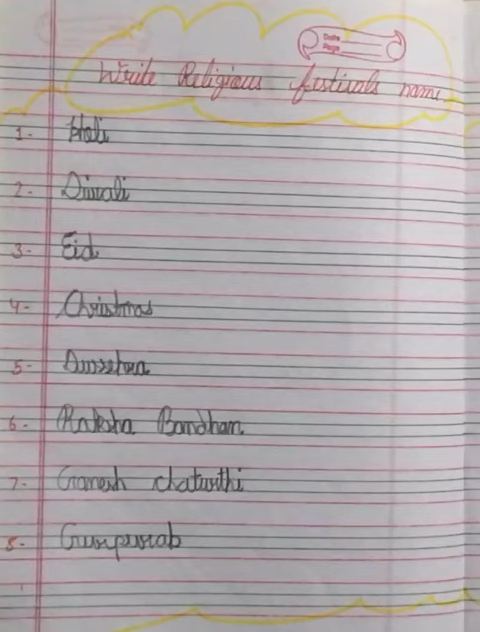 Date
Page
Write Religious festivals name
1- Holi
2- Diwali
3- Eid
4- Christmas
5- Dussehra
6- Raksha Bandhan
7- Ganesh chaturthi
8- Gurupurab